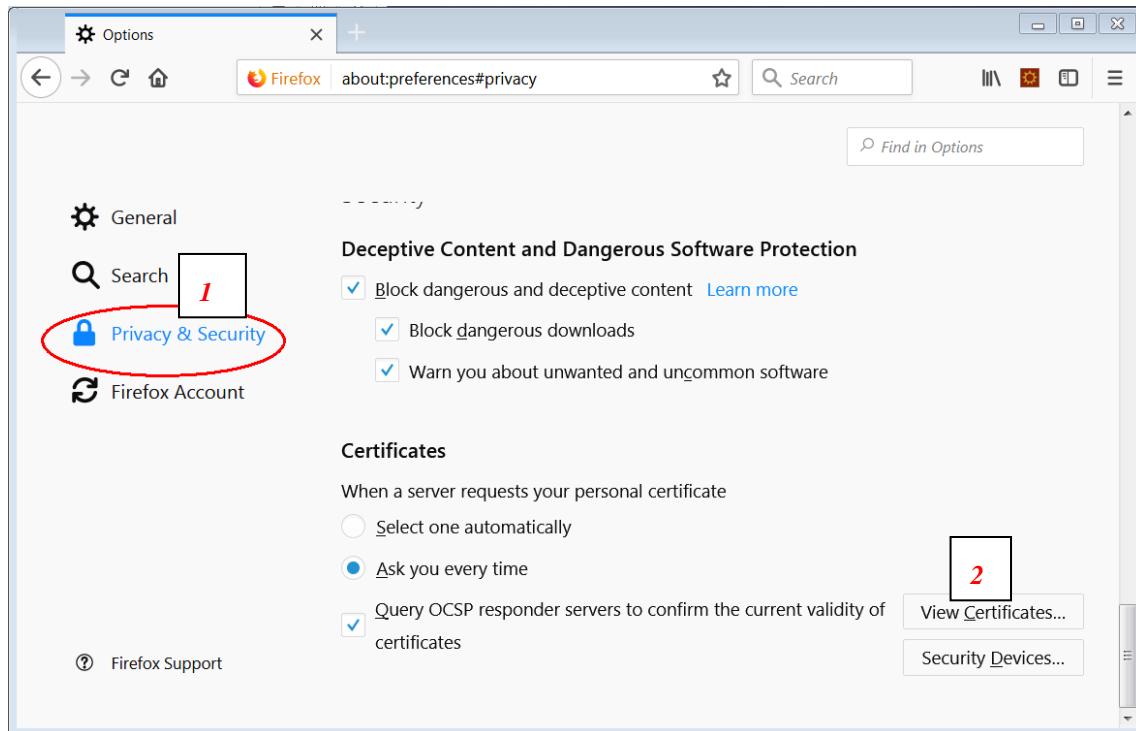 Options
Firefox about:preferences#privacy Search
Find in Options
General
Search
1
Privacy & Security
Firefox Account
Firefox Support
Security
Deceptive Content and Dangerous Software Protection
Block dangerous and deceptive content Learn more
Block dangerous downloads
Warn you about unwanted and uncommon software
Certificates
When a server requests your personal certificate
Select one automatically
Ask you every time
Query OCSP responder servers to confirm the current validity of
certificates
2
View Certificates...
Security Devices...